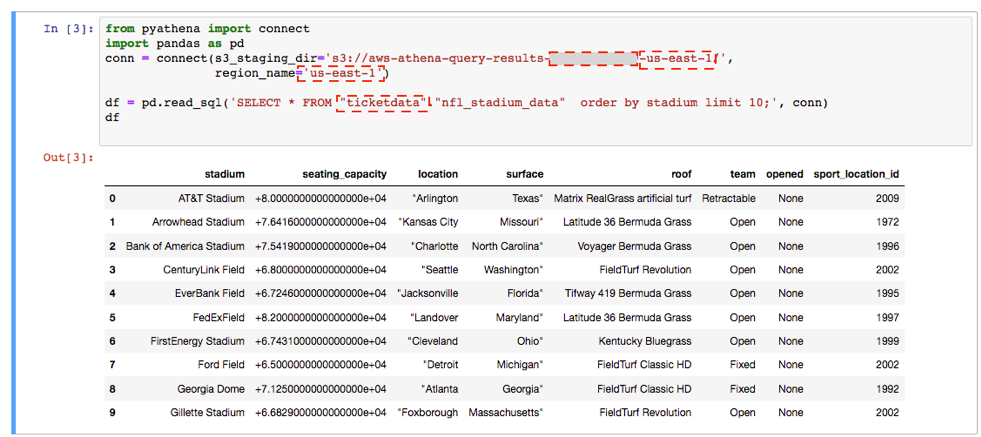 In [3]: from pyathena import connect
import pandas as pd
conn = connect(s3_staging_dir='s3://aws-athena-query-results- -us-east-1/',
region_name='us-east-1')
df = pd.read_sql('SELECT * FROM "ticketdata"."nfl_stadium_data" order by stadium limit 10;', conn)
df
Out[3]:
stadium seating_capacity location surface roof team opened sport_location_id
0 AT&T Stadium +8.0000000000000000e+04 "Arlington Texas" Matrix RealGrass artificial turf Retractable None 2009
1 Arrowhead Stadium +7.6416000000000000e+04 "Kansas City Missouri" Latitude 36 Bermuda Grass Open None 1972
2 Bank of America Stadium +7.5419000000000000e+04 "Charlotte North Carolina" Voyager Bermuda Grass Open None 1996
3 CenturyLink Field +6.8000000000000000e+04 "Seattle Washington" FieldTurf Revolution Open None 2002
4 EverBank Field +6.7246000000000000e+04 "Jacksonville Florida" Tifway 419 Bermuda Grass Open None 1995
5 FedExField +8.2000000000000000e+04 "Landover Maryland" Latitude 36 Bermuda Grass Open None 1997
6 FirstEnergy Stadium +6.7431000000000000e+04 "Cleveland Ohio" Kentucky Bluegrass Open None 1999
7 Ford Field +6.5000000000000000e+04 "Detroit Michigan" FieldTurf Classic HD Fixed None 2002
8 Georgia Dome +7.1250000000000000e+04 "Atlanta Georgia" FieldTurf Classic HD Fixed None 1992
9 Gillette Stadium +6.6829000000000000e+04 "Foxborough Massachusetts" FieldTurf Revolution Open None 2002